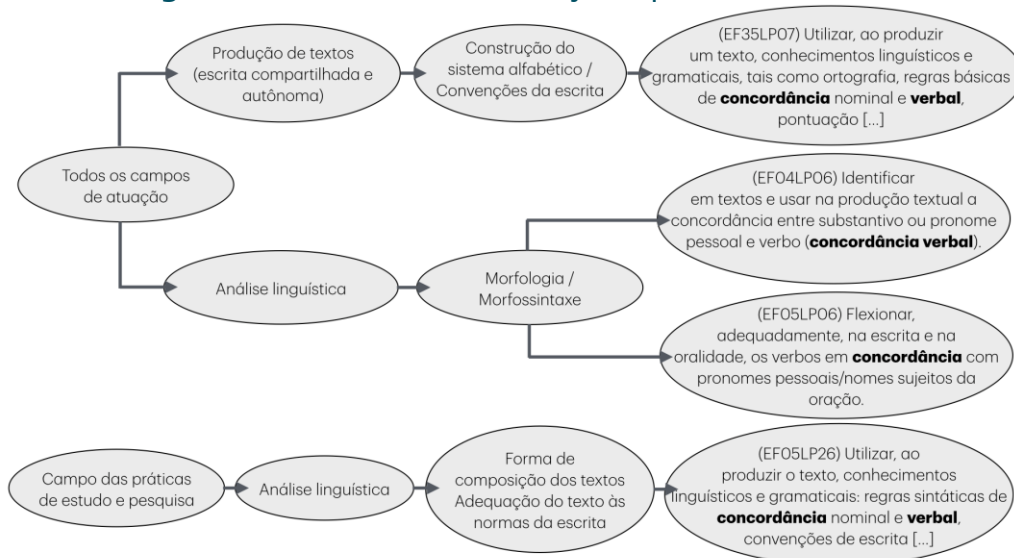 Produção de textos
(escrita compartilhada e
autônoma)
Construção do
sistema alfabético /
Convenções da escrita
(EF35LP07) Utilizar, ao produzir
um texto, conhecimentos linguísticos e
gramaticais, tais como ortografia, regras básicas
de concordância nominal e verbal,
pontuação [...]
Todos os campos
de atuação
(EF04LP06) Identificar
em textos e usar na produção textual a
concordância entre substantivo ou pronome
pessoal e verbo (concordância verbal).
Análise linguística
Morfologia /
Morfossintaxe
(EF05LP06) Flexionar,
adequadamente, na escrita e na
oralidade, os verbos em concordância com
pronomes pessoais/nomes sujeitos da
oração.
Campo das práticas
de estudo e pesquisa
Análise linguística
Forma de
composição dos textos
Adequação do texto às
normas da escrita
(EF05LP26) Utilizar, ao
produzir o texto, conhecimentos
linguísticos e gramaticais: regras sintáticas de
concordância nominal e verbal,
convenções de escrita [...]